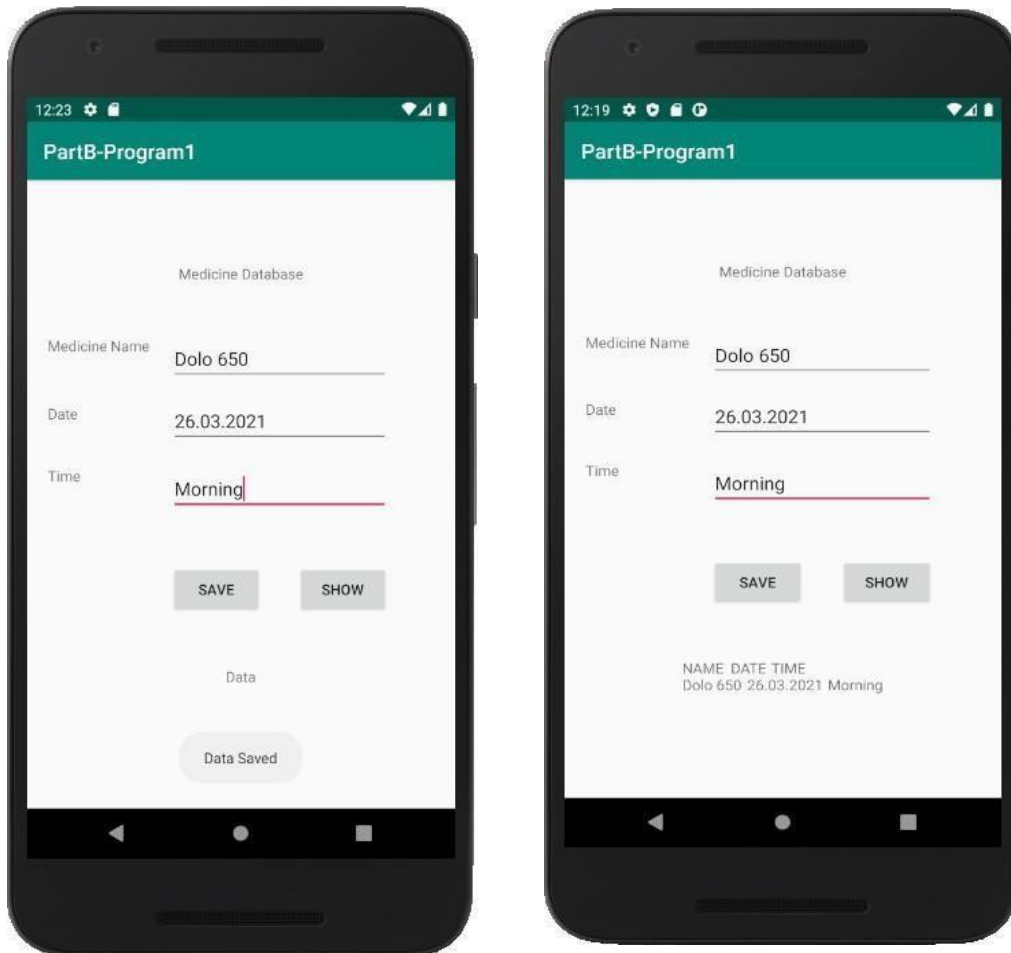 12:23
PartB-Program1
Medicine Database
Medicine Name
Dolo 650
Date
26.03.2021
Time
Morning
SAVE SHOW
Data
Data Saved
12:19
PartB-Program1
Medicine Database
Medicine Name
Dolo 650
Date
26.03.2021
Time
Morning
SAVE SHOW
NAME DATE TIME
Dolo 650 26.03.2021 Morning